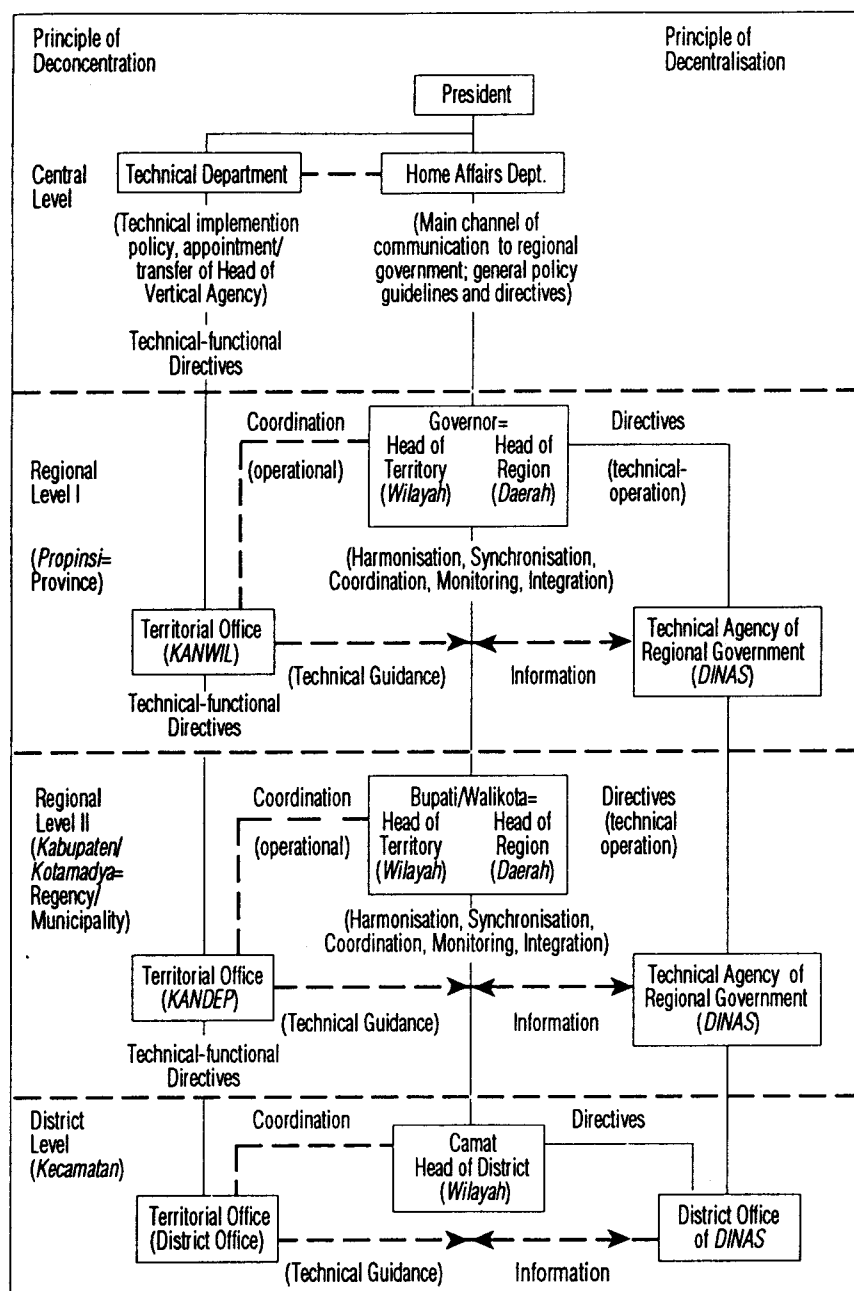 Principle of
Deconcentration
Principle of
Decentralisation
President
Central
Level
Technical Department
Home Affairs Dept.
(Technical implemention
policy, appointment/
transfer of Head of
Vertical Agency)
(Main channel of
communication to regional
government; general policy
guidelines and directives)
Technical-functional
Directives
Regional
Level I
(Propinsi=
Province)
Coordination
(operational)
Governor=
Head of
Territory
(Wilayah)
Head of
Region
(Daerah)
Directives
(technical-
operation)
(Harmonisation, Synchronisation,
Coordination, Monitoring, Integration)
Territorial Office
(KANWIL)
(Technical Guidance)
Information
Technical Agency of
Regional Government
(DINAS)
Technical-functional
Directives
Regional
Level II
(Kabupaten/
Kotamadya=
Regency/
Municipality)
Coordination
(operational)
Bupati/Walikota=
Head of
Territory
(Wilayah)
Head of
Region
(Daerah)
Directives
(technical
operation)
(Harmonisation, Synchronisation,
Coordination, Monitoring, Integration)
Territorial Office
(KANDEP)
(Technical Guidance)
Information
Technical Agency of
Regional Government
(DINAS)
Technical-functional
Directives
District
Level
(Kecamatan)
Coordination
Camat
Head of District
(Wilayah)
Directives
Territorial Office
(District Office)
(Technical Guidance)
Information
District Office
of DINAS